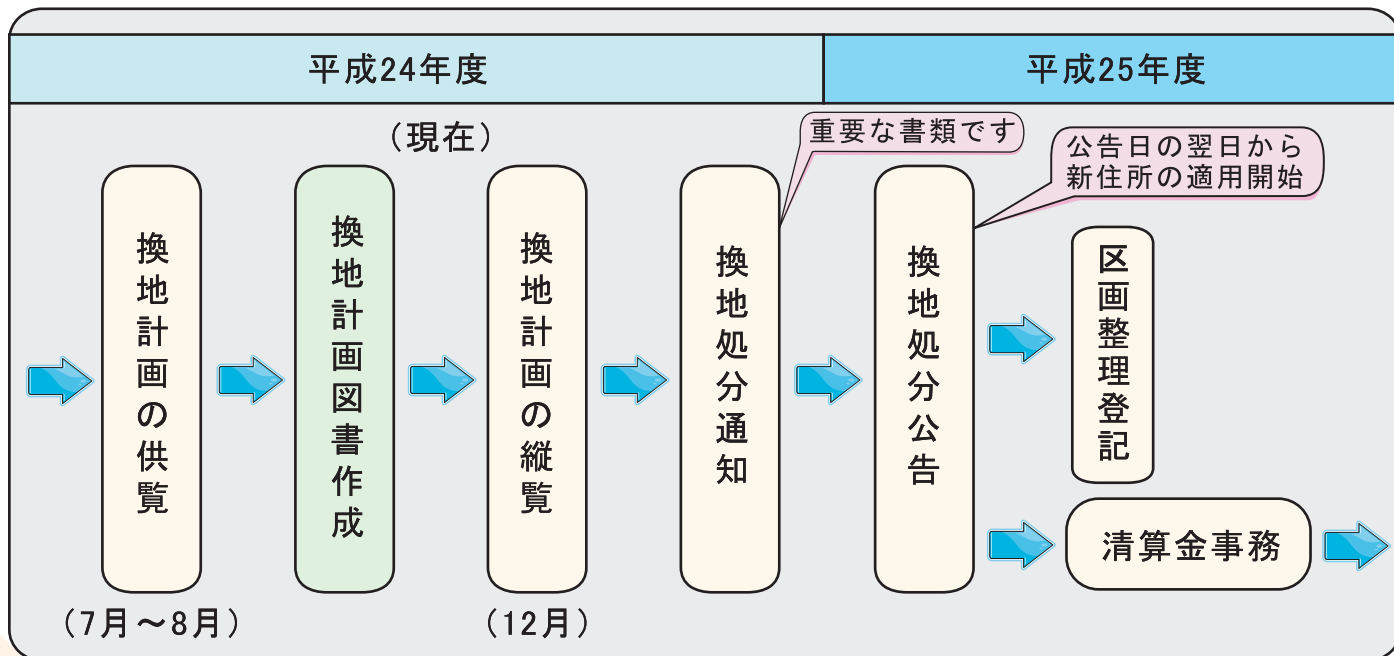 平成24年度
平成25年度
(現在)
重要な書類です
公告日の翌日から
新住所の適用開始
換地計画の供覧
換地計画図書作成
換地計画の縦覧
換地処分通知
換地処分公告
区画整理登記
清算金事務
(7月～8月)
(12月)